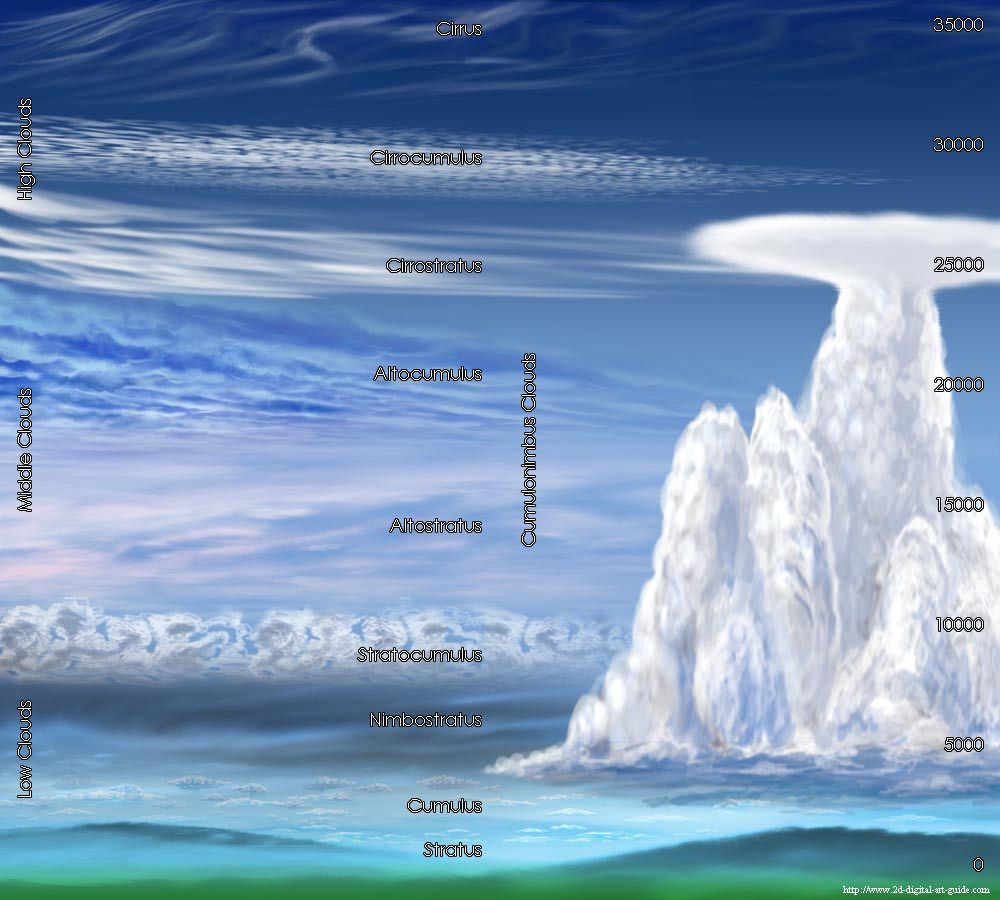 Cirrus
35000
High Clouds
30000
Cirrocumulus
Cirrostratus
25000
Altocumulus
20000
Middle Clouds
Cumulonimbus Clouds
15000
Altostratus
10000
Stratocumulus
Nimbostratus
Low Clouds
5000
Cumulus
Stratus
0
http://www.2d-digital-art-guide.com